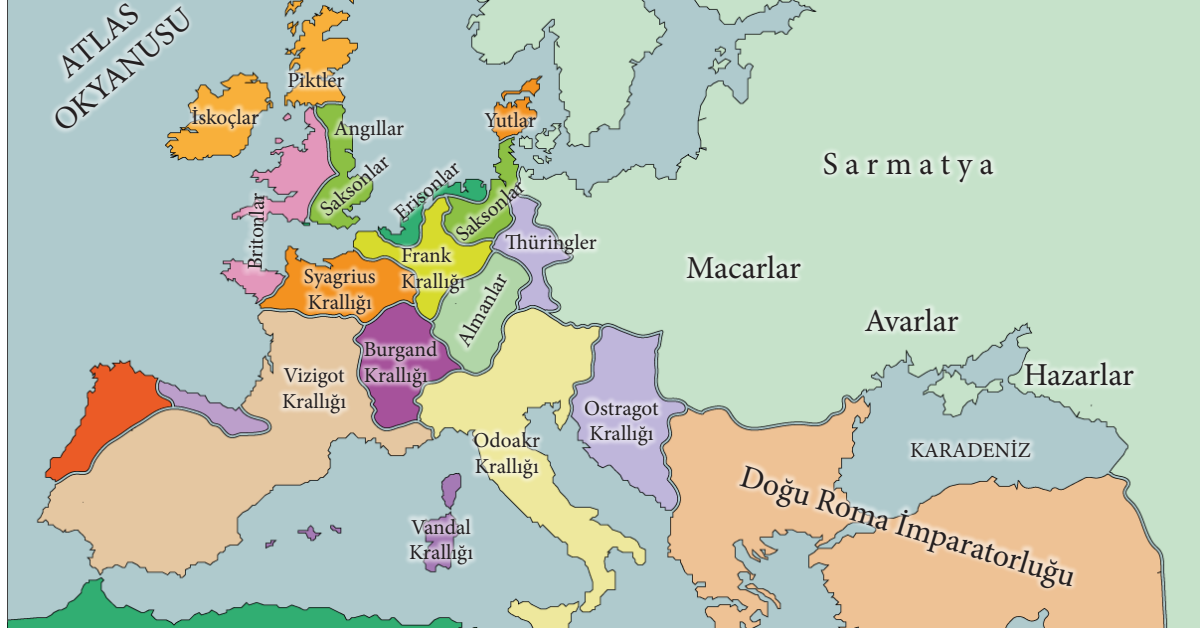 ATLAS
OKYANUSU
Piktler
İskoçlar
Angıllar
Yutlar
Saksonlar
Erisonlar
Saksonlar
Britonlar
Sarmatya
Thüringler
Frank
Krallığı
Syagrius
Krallığı
Almanlar
Macarlar
Avarlar
Hazarlar
Burgand
Krallığı
Vizigot
Krallığı
Ostragot
Krallığı
Odoakr
Krallığı
KARADENİZ
Doğu Roma İmparatorluğu
Vandal
Krallığı